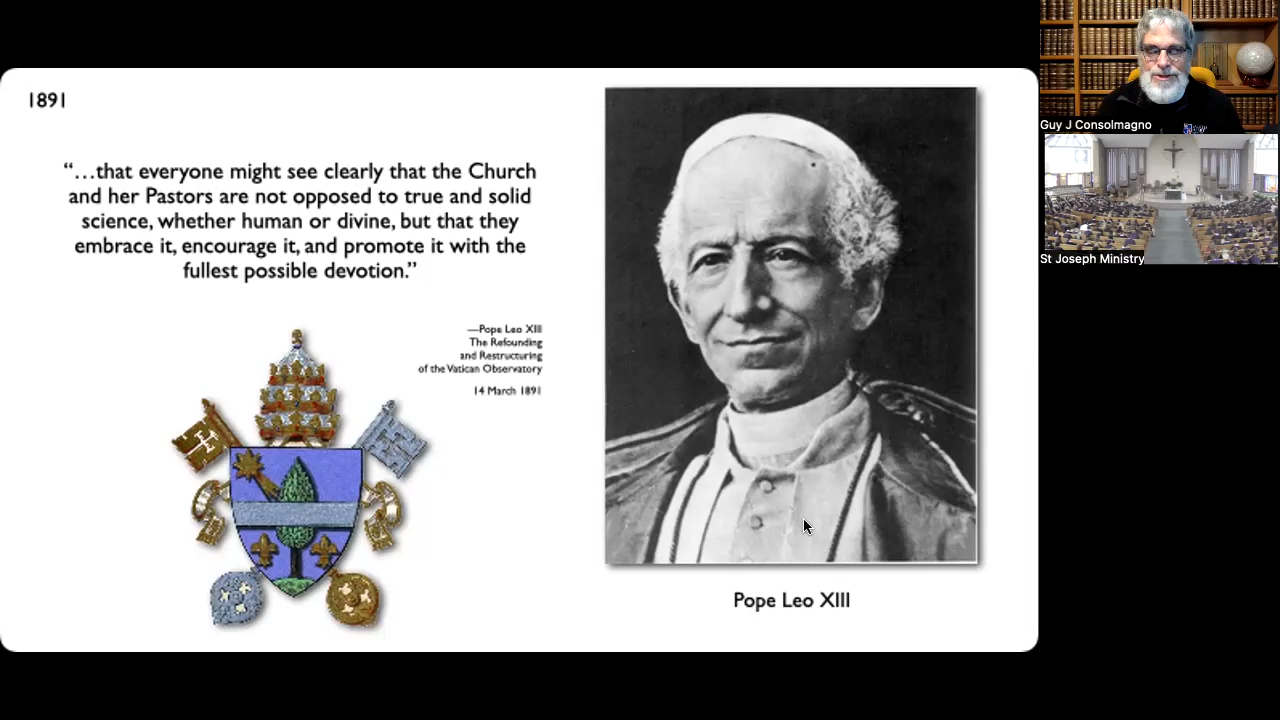 1891
“…that everyone might see clearly that the Church
and her Pastors are not opposed to true and solid
science, whether human or divine, but that they
embrace it, encourage it, and promote it with the
fullest possible devotion.”
—Pope Leo XIII
The Refounding
and Restructuring
of the Vatican Observatory
14 March 1891
Pope Leo XIII
Guy J Consolmagno
St Joseph Ministry